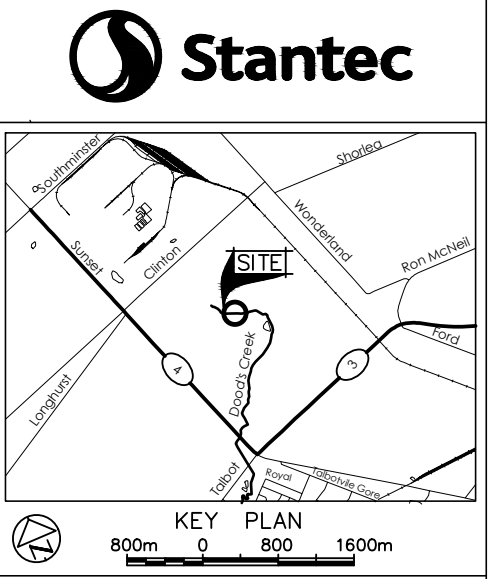 Stantec
Southminster
Shorlea
Wonderland
Sunset
Clinton
SITE
Ron McNeil
Ford
3
4
Dodd's Creek
Longhurst
Talbot
Royal
Talbotvile Gore
N
KEY PLAN
800m 0 800 1600m